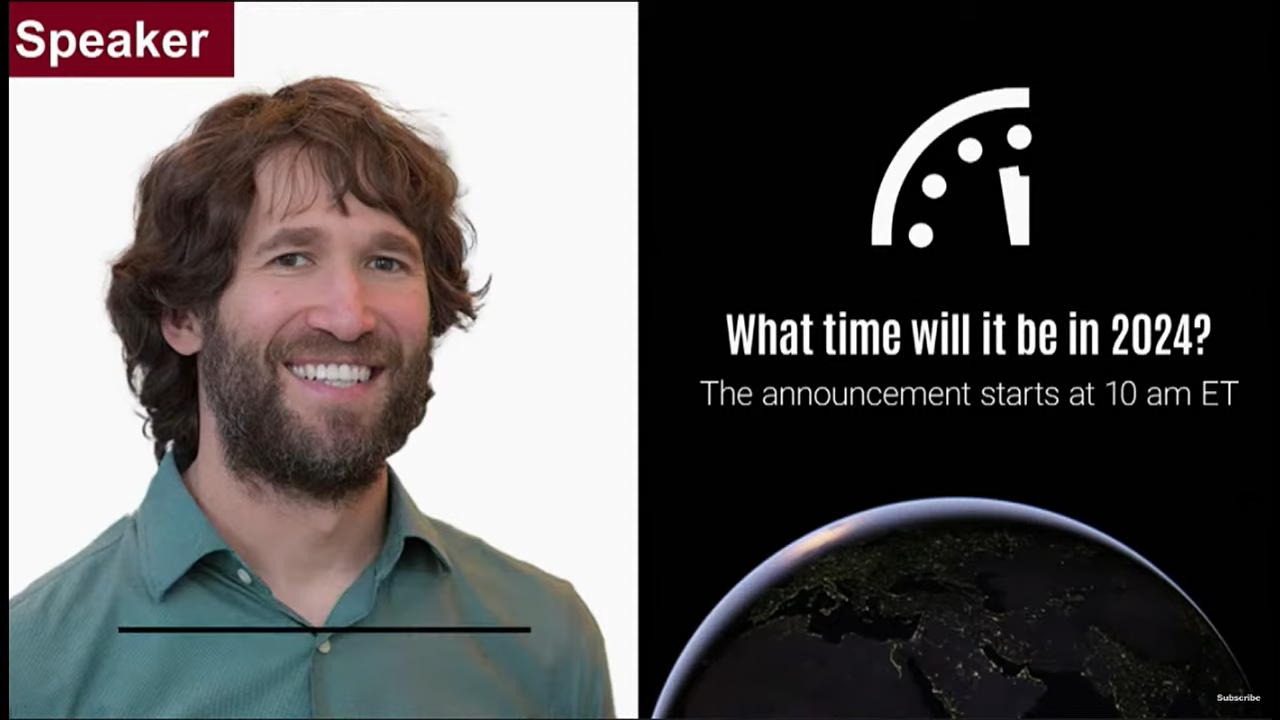 Speaker
What time will it be in 2024?
The announcement starts at 10 am ET
Subscribe